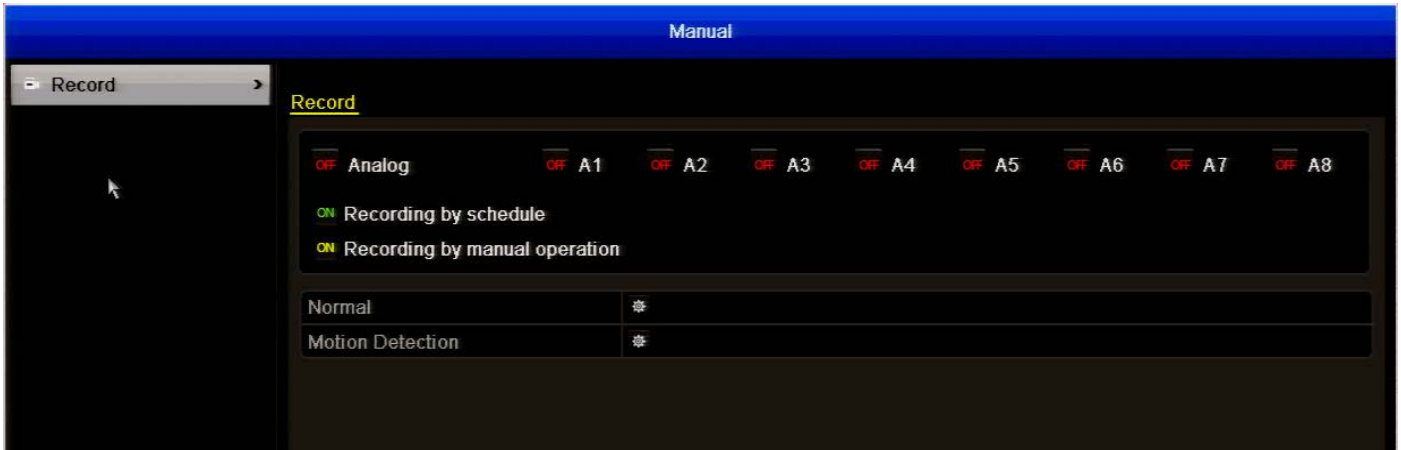 Manual
Record
Record
OFF Analog OFF A1 OFF A2 OFF A3 OFF A4 OFF A5 OFF A6 OFF A7 OFF A8
ON Recording by schedule
ON Recording by manual operation
Normal
Motion Detection